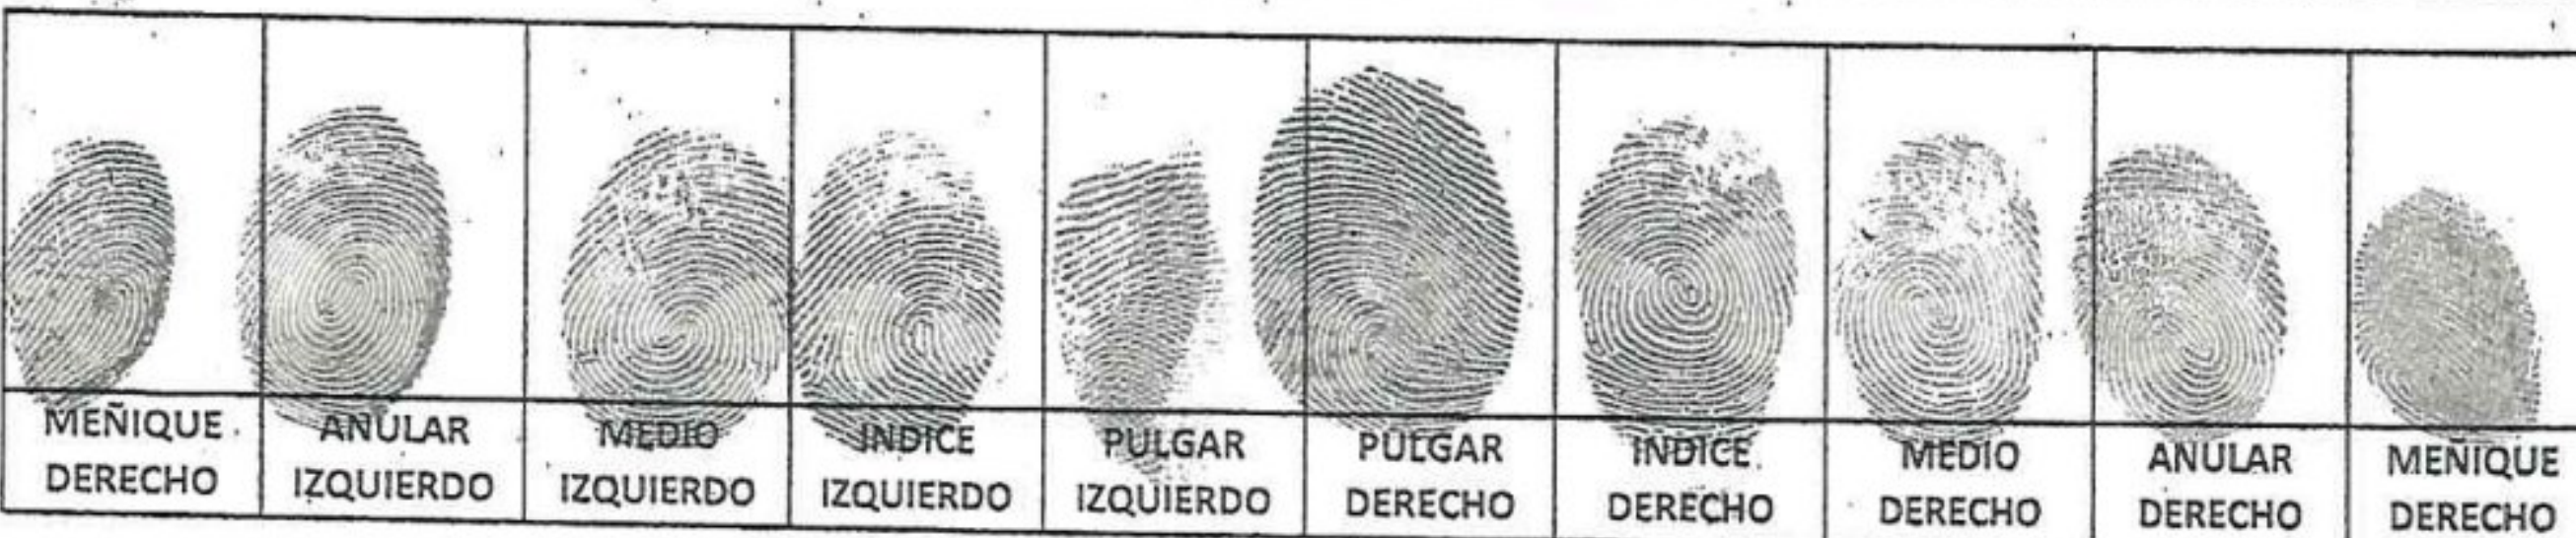 MEÑIQUE
DERECHO
ANULAR
IZQUIERDO
MEDIO
IZQUIERDO
INDICE
IZQUIERDO
PULGAR
IZQUIERDO
PULGAR
DERECHO
INDICE
DERECHO
MEDIO
DERECHO
ANULAR
DERECHO
MEÑIQUE
DERECHO